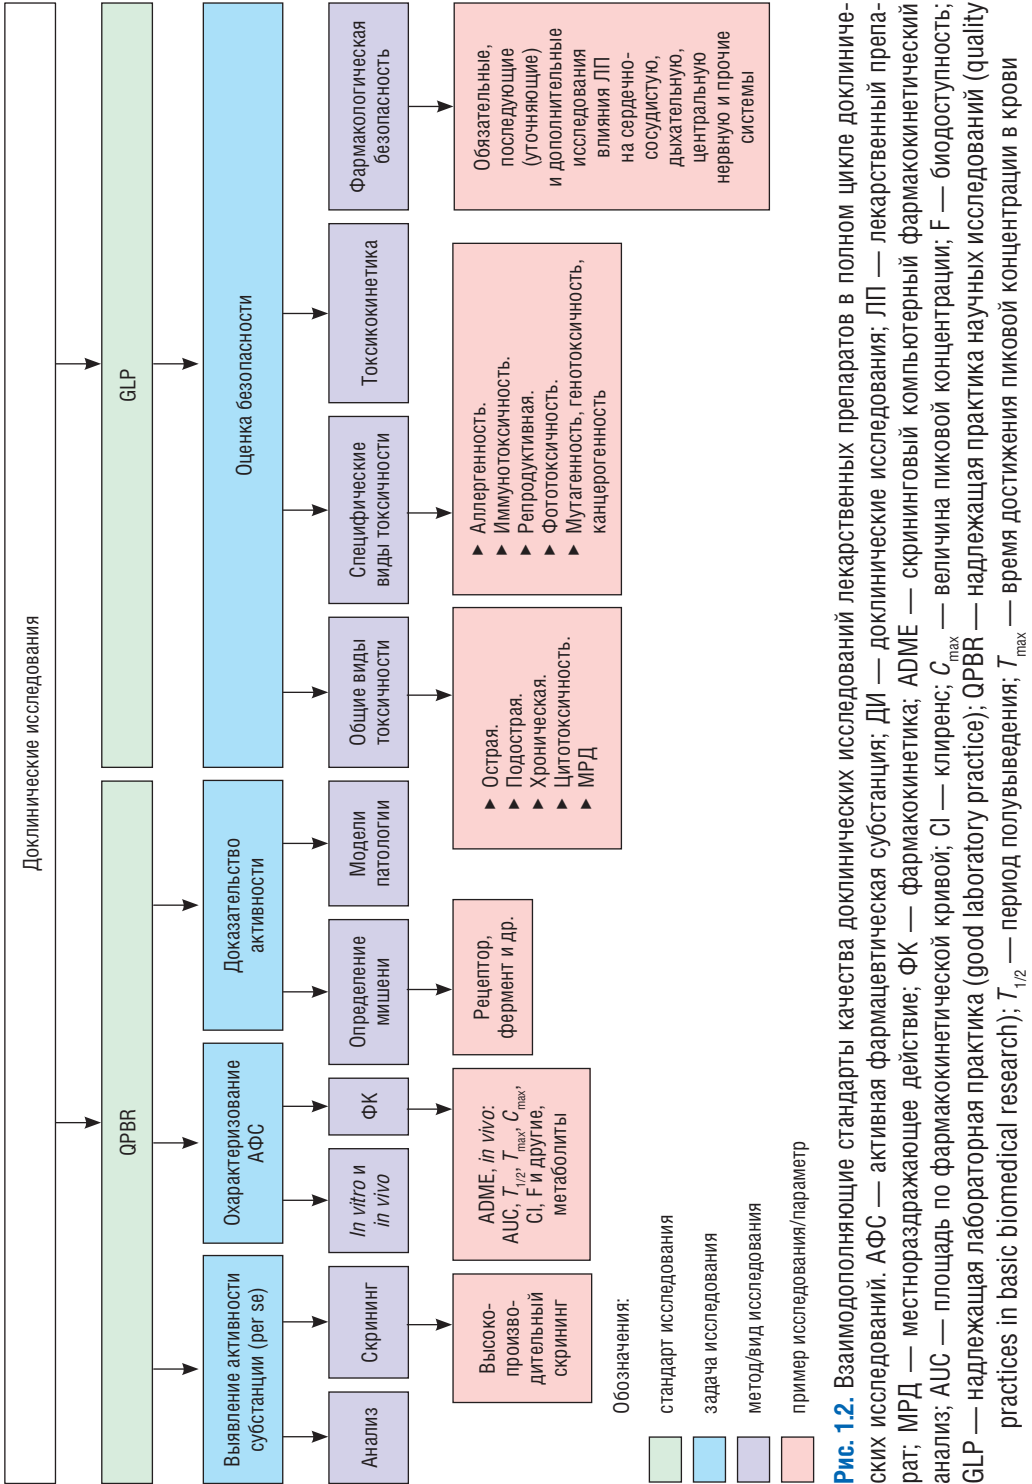 Доклинические исследования
QPBR
GLP
Выявление активности
субстанции (per se)
Охарактеризование
АФС
Доказательство
активности
Оценка безопасности
Анализ
Скрининг
In vitro и
in vivo
ФК
Определение
мишени
Модели
патологии
Общие виды
токсичности
Специфические
виды токсичности
Токсикокинетика
Фармакологическая
безопасность
Высоко-
произво-
дительный
скрининг
ADME, in vivo:
AUC, T1/2, Tmax, Cmax,
Cl, F и другие,
метаболиты
Рецептор,
фермент и др.
► Острая.
► Подострая.
► Хроническая.
► Цитотоксичность.
► МРД
► Аллергенность.
► Иммунотоксичность.
► Репродуктивная.
► Фототоксичность.
► Мутагенность, генотоксичность,
канцерогенность
Обязательные,
последующие
(уточняющие)
и дополнительные
исследования
влияния ЛП
на сердечно-
сосудистую,
дыхательную,
центральную
нервную и прочие
системы
Обозначения:
стандарт исследования
задача исследования
метод/вид исследования
пример исследования/параметр
Рис. 1.2. Взаимодополняющие стандарты качества доклинических исследований лекарственных препаратов в полном цикле доклиниче-
ских исследований. АФС — активная фармацевтическая субстанция; ДИ — доклинические исследования; ЛП — лекарственный препа-
рат; МРД — местнораздражающее действие; ФК — фармакокинетика; ADME — скрининговый компьютерный фармакокинетический
анализ; AUC — площадь по фармакокинетической кривой; Cl — клиренс; Cmax — величина пиковой концентрации; F — биодоступность;
GLP — надлежащая лабораторная практика (good laboratory practice); QPBR — надлежащая практика научных исследований (quality
practices in basic biomedical research); T1/2 — период полувыведения; Tmax — время достижения пиковой концентрации в крови